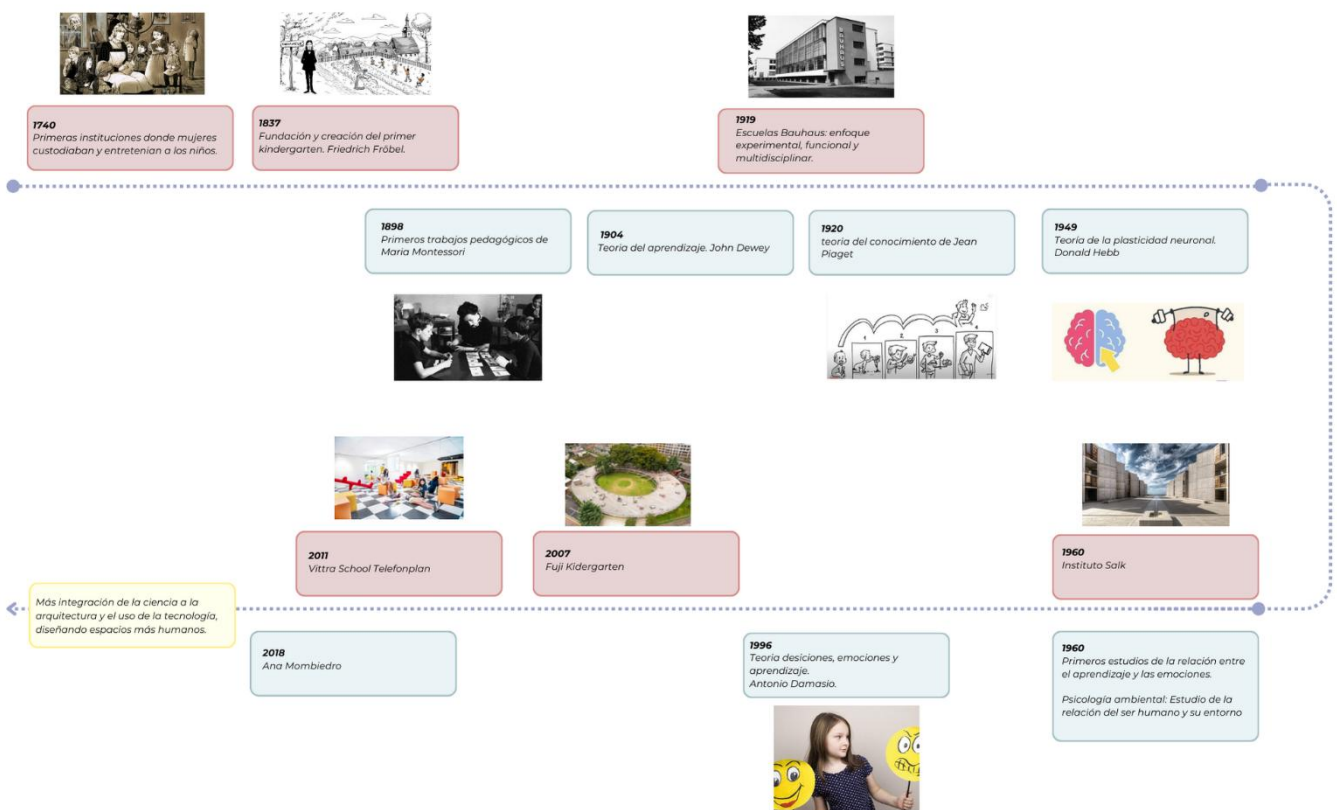 1740
Primeras instituciones donde mujeres
custodiaban y entretenian a los niños.
1837
Fundación y creación del primer
kindergarten. Friedrich Fröbel.
BAUHAUS
1919
Escuelas Bauhaus: enfoque
experimental, funcional y
multidisciplinar.
1898
Primeros trabajos pedagógicos de
Maria Montessori
1904
Teoria del aprendizaje. John Dewey
1920
teoria del conocimiento de Jean
Piaget
1949
Teoría de la plasticidad neuronal.
Donald Hebb
1
2
3
4
2011
Vittra School Telefonplan
2007
Fuji Kidergarten
1960
Instituto Salk
Más integración de la ciencia a la
arquitectura y el uso de la tecnología,
diseñando espacios más humanos.
2018
Ana Mombiedro
1996
Teoria desiciones, emociones y
aprendizaje.
Antonio Damasio.
1960
Primeros estudios de la relación entre
el aprendizaje y las emociones.
Psicología ambiental: Estudio de la
relación del ser humano y su entorno